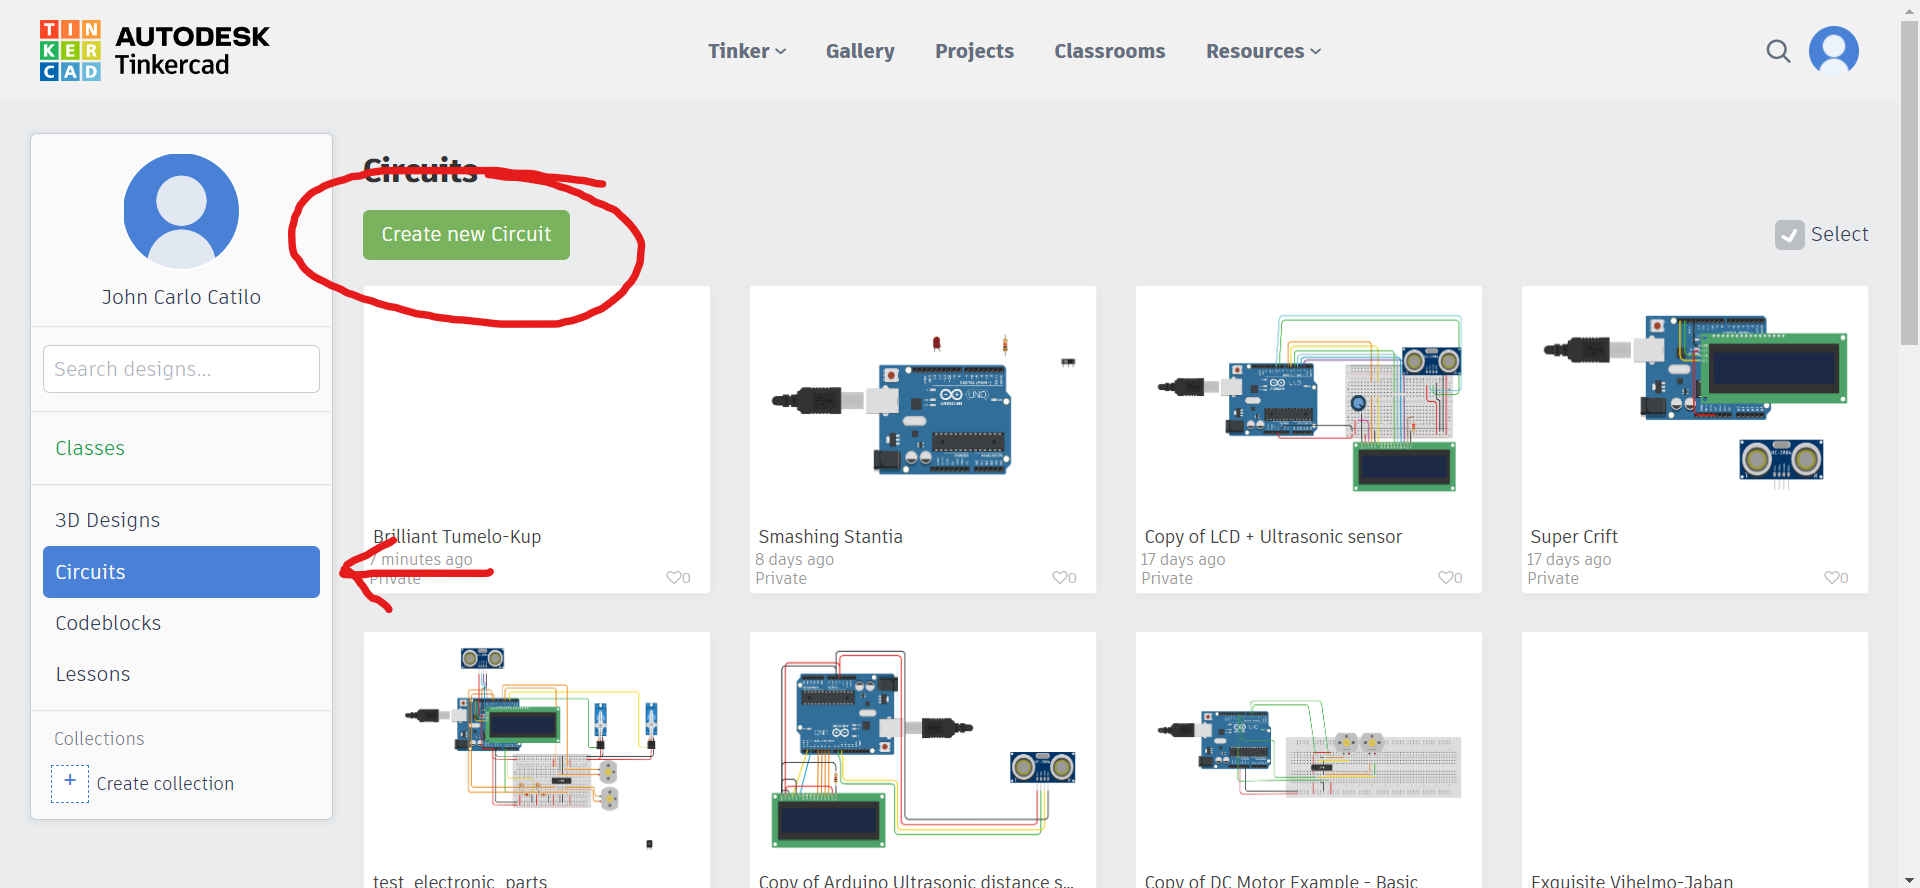 TIN
KER
CAD
AUTODESK
Tinkercad
Tinker
Gallery
Projects
Classrooms
Resources
John Carlo Catilo
Search designs...
Classes
3D Designs
Circuits
Codeblocks
Lessons
Collections
+ Create collection
Circuits
Create new Circuit
Select
Brilliant Tumelo-Kup
7 minutes ago
Private
0
Smashing Stantia
8 days ago
Private
0
Copy of LCD + Ultrasonic sensor
17 days ago
Private
0
Super Crift
17 days ago
Private
0
test_electronic_parts
Copy of Arduino Ultrasonic distance s...
Copy of DC Motor Example - Basic
Exquisite Vihelmo-Jaban